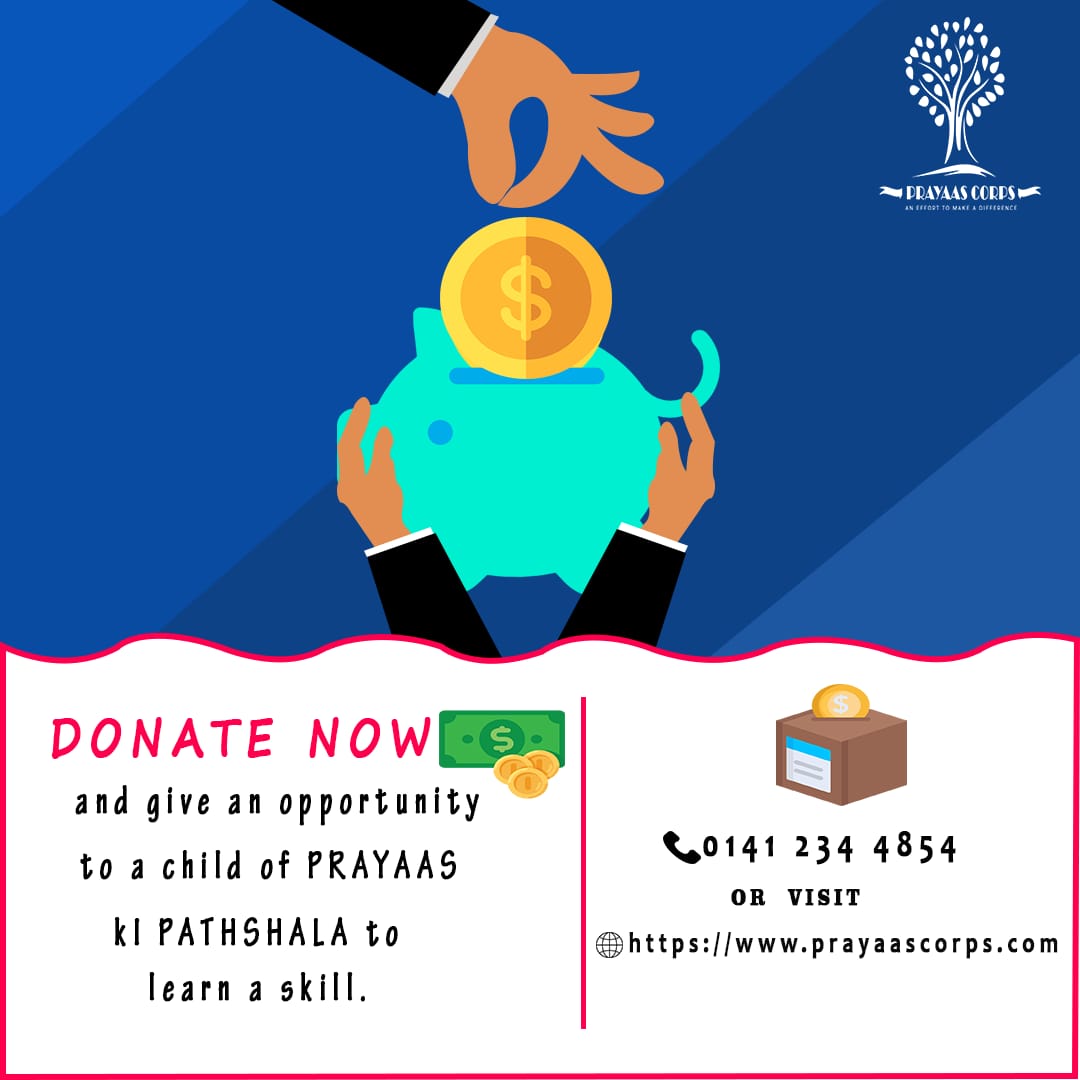 PRAYAAS CORPS
AN EFFORT TO MAKE A DIFFERENCE
$
DONATE NOW
$
and give an opportunity
to a child of PRAYAAS
kI PATHSHALA to
learn a skill.
$
0141 234 4854
OR VISIT
https://www.prayaascorps.com